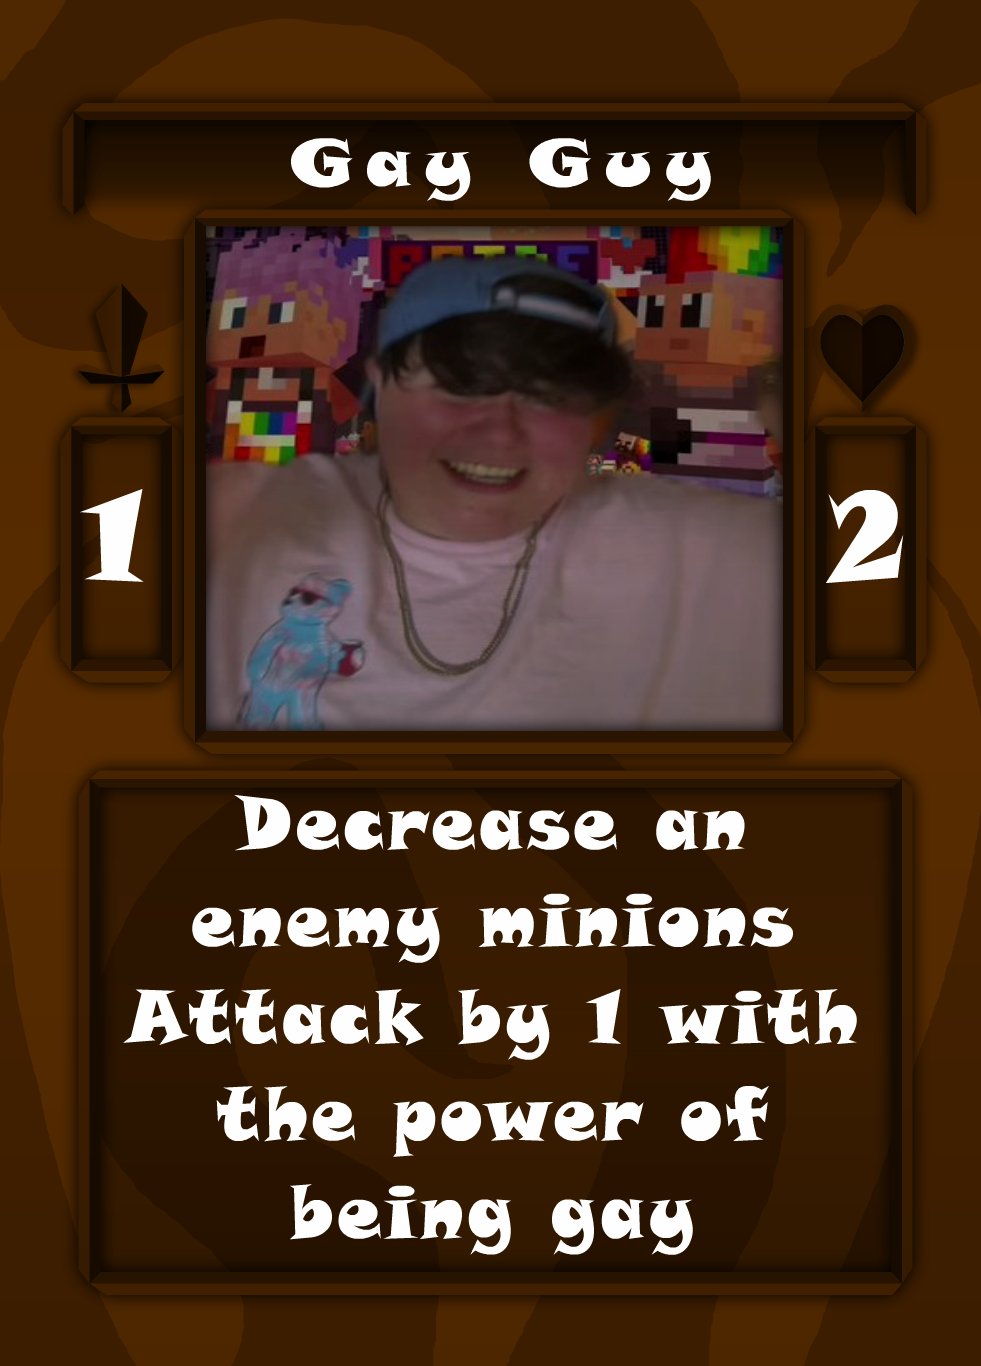 Gay Guy
1
2
Decrease an
enemy minions
Attack by 1 with
the power of
being gay